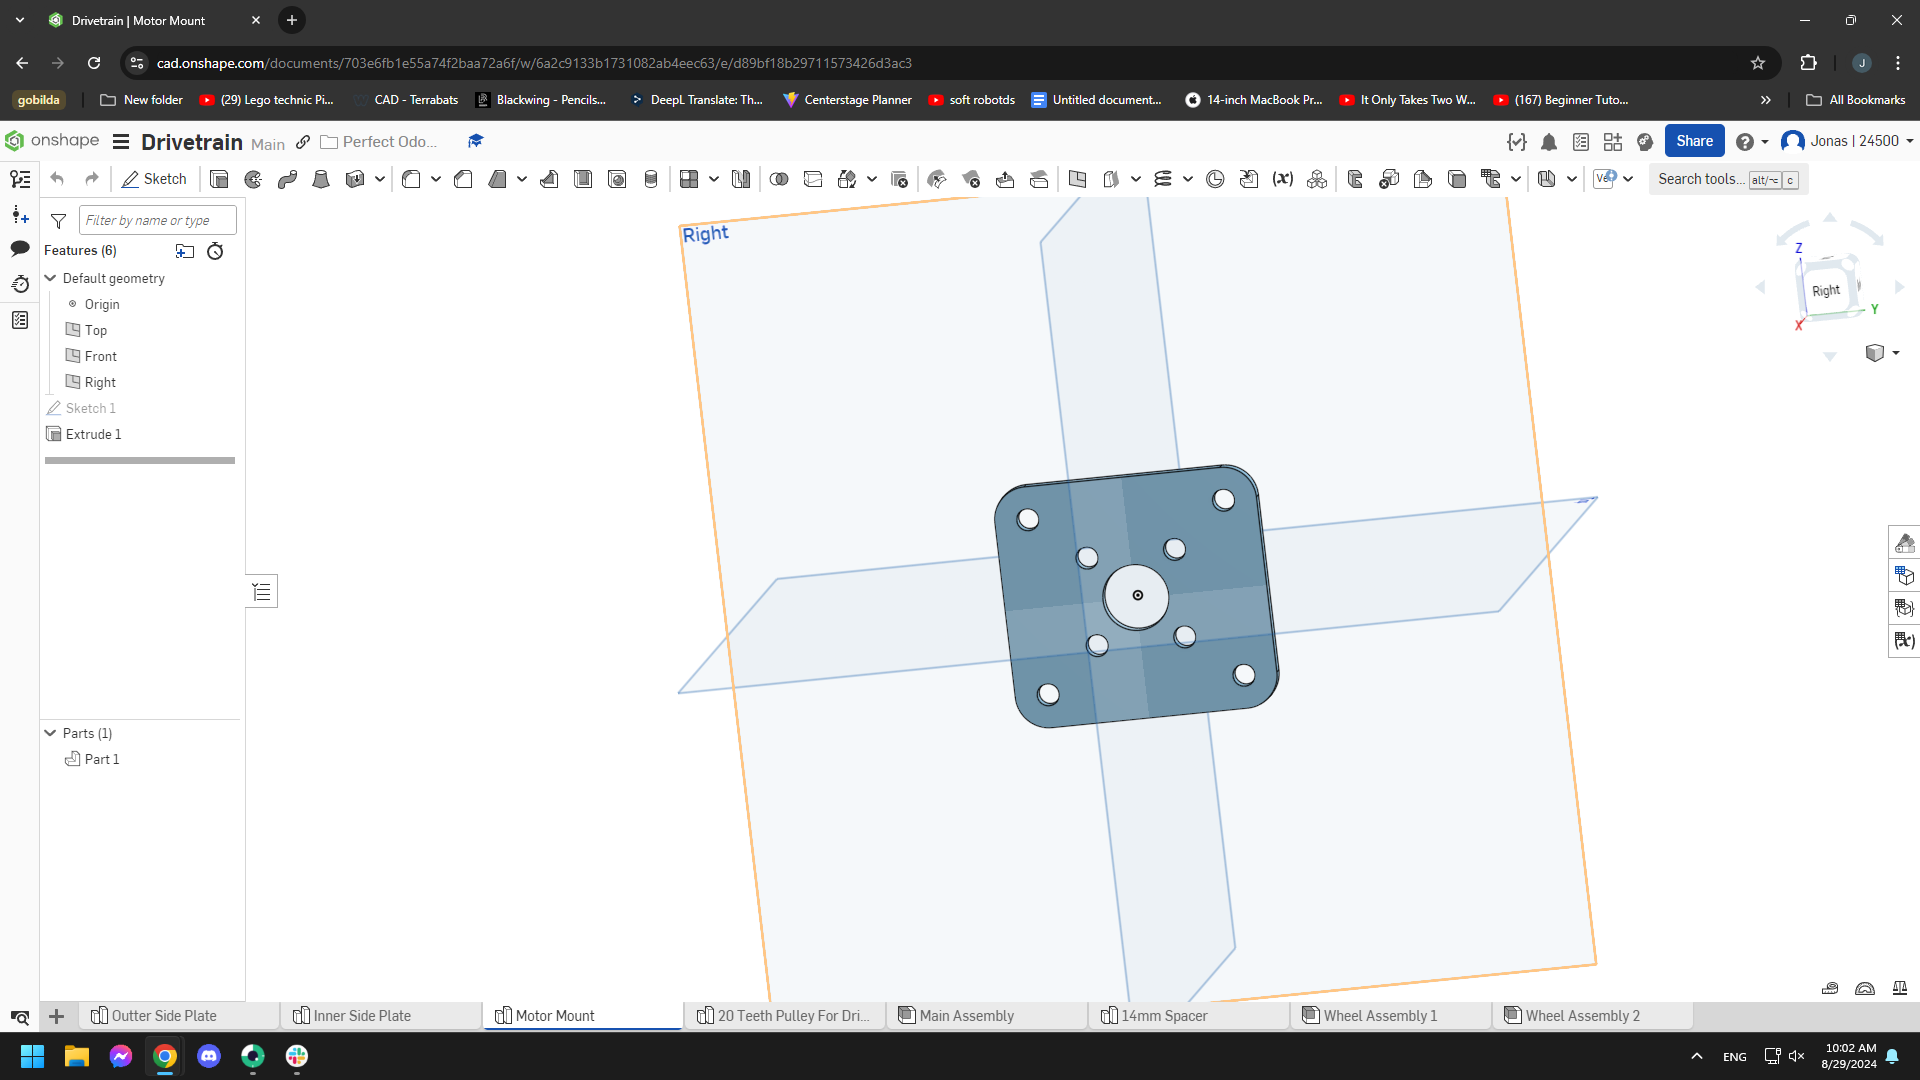 Drivetrain | Motor Mount
cad.onshape.com/documents/703e6fb1e55a74f2baa72a6f/w/6a2c9133b1731082ab4eec63/e/d89bf18b29711573426d3ac3
J
gobilda
New folder
(29) Lego technic Pi...
CAD - Terrabats
Blackwing - Pencils...
DeepL Translate: Th...
Centerstage Planner
soft robotds
Untitled document...
14-inch MacBook Pr...
It Only Takes Two W...
(167) Beginner Tuto...
All Bookmarks
onshape
Drivetrain Main
Perfect Odo...
Share
Jonas | 24500
Sketch
Search tools... alt/⌥ c
Filter by name or type
Features (6)
Default geometry
Origin
Top
Front
Right
Sketch 1
Extrude 1
Right
Z
Right
Y
X
Parts (1)
Part 1
Outter Side Plate
Inner Side Plate
Motor Mount
20 Teeth Pulley For Dri...
Main Assembly
14mm Spacer
Wheel Assembly 1
Wheel Assembly 2
ENG
10:02 AM
8/29/2024